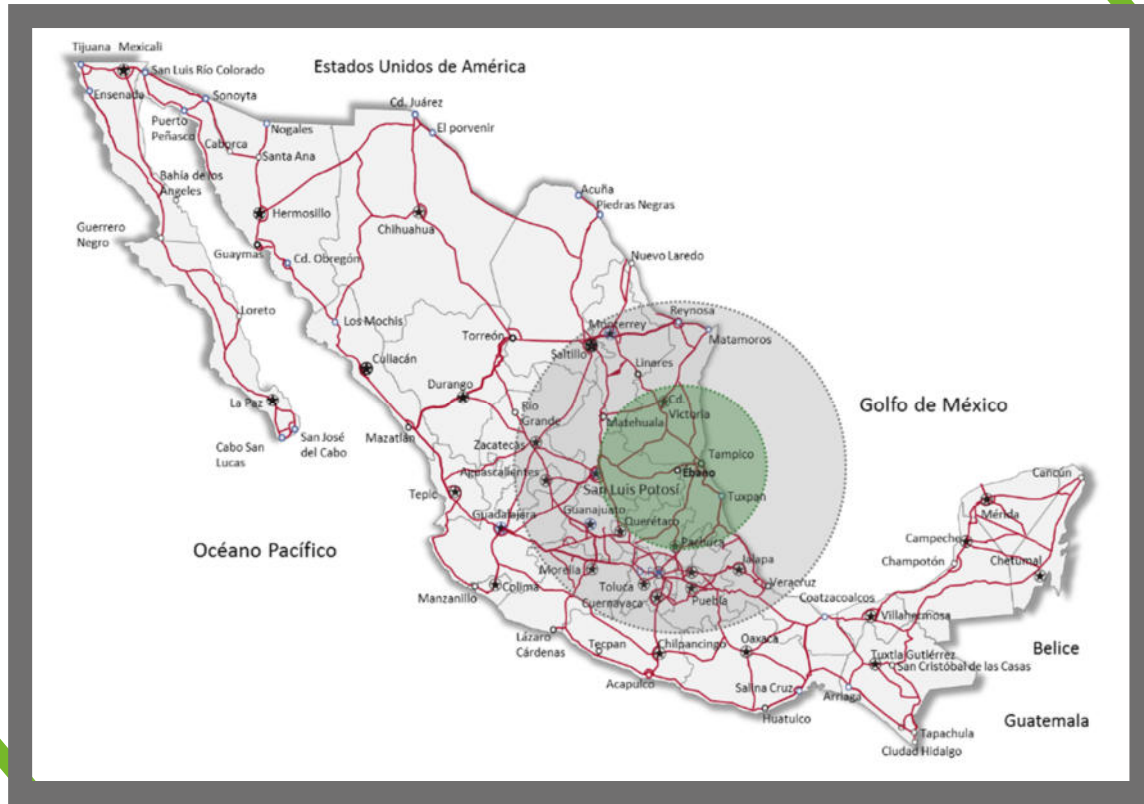 Tijuana Mexicali
San Luis Río Colorado
Estados Unidos de América
Ensenada
Sonoyta
Cd. Juárez
El porvenir
Puerto
Peñasco
Nogales
Caborca
Santa Ana
Bahía de los
Ángeles
Acuña
Piedras Negras
Hermosillo
Chihuahua
Guerrero
Negro
Guaymas
Cd. Obregón
Nuevo Laredo
Loreto
Los Mochis
Reynosa
Monterrey
Torreón
Matamoros
Saltillo
Culiacán
Linares
Durango
La Paz
Cd.
Victoria
Golfo de México
Río
Grande
Matehuala
Mazatlán
San José
del Cabo
Cabo San
Lucas
Zacatecas
Tampico
Ebano
Aguascalientes
Cancún
San Luis Potosí
Tepic
Tuxpan
Mérida
Guadalajara
Guanajuato
Querétaro
Campeche
Pachuca
Océano Pacífico
Champotón
Chetumal
Jalapa
Morelia
Veracruz
Toluca
Manzanillo
Colima
Puebla
Coatzacoalcos
Cuernavaca
Villahermosa
Lázaro
Cárdenas
Tecpan
Chilpancingo
Oaxaca
Belice
Tuxtla Gutiérrez
San Cristóbal de las Casas
Acapulco
Salina Cruz
Arriaga
Huatulco
Guatemala
Tapachula
Ciudad Hidalgo